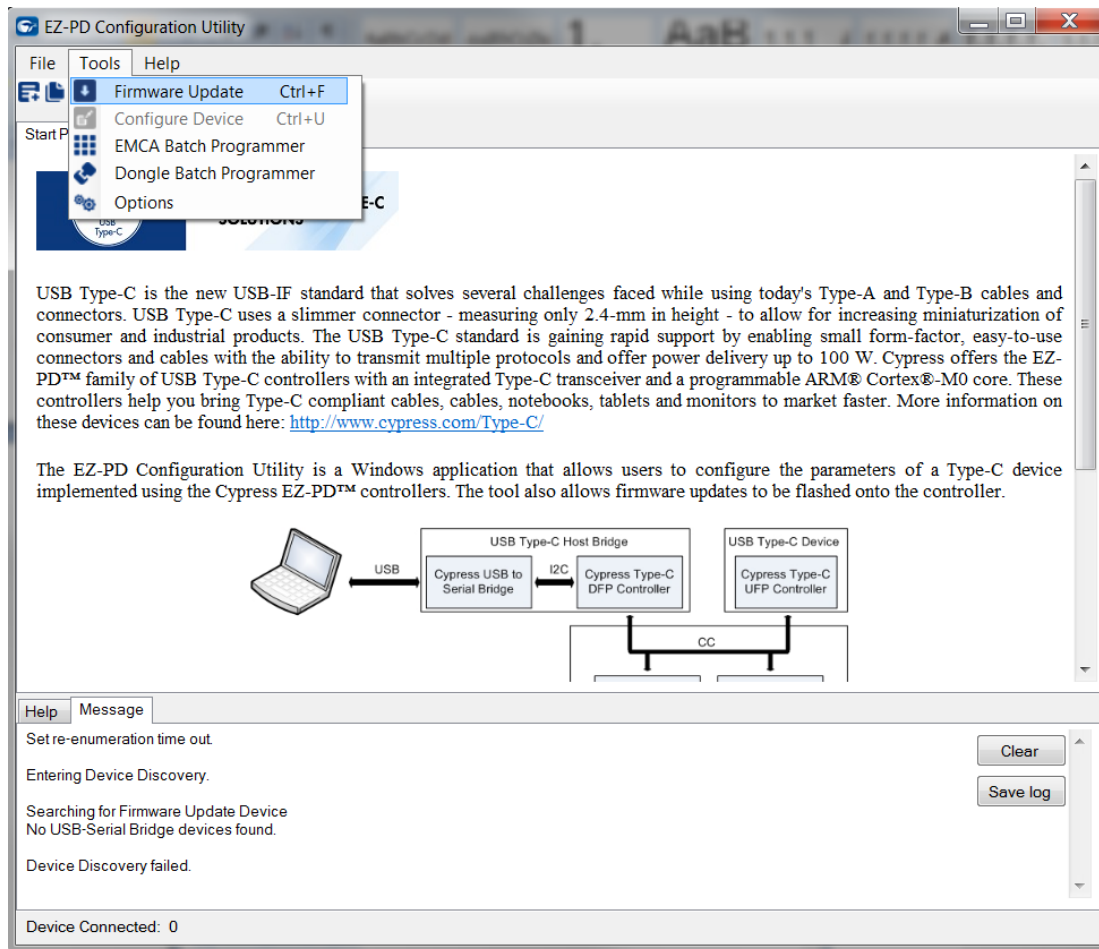 EZ-PD Configuration Utility
File Tools Help
Firmware Update Ctrl+F
Configure Device Ctrl+U
Start P
EMCA Batch Programmer
Dongle Batch Programmer
Options
E-C
USB
Type-C
USB Type-C is the new USB-IF standard that solves several challenges faced while using today's Type-A and Type-B cables and
connectors. USB Type-C uses a slimmer connector - measuring only 2.4-mm in height - to allow for increasing miniaturization of
consumer and industrial products. The USB Type-C standard is gaining rapid support by enabling small form-factor, easy-to-use
connectors and cables with the ability to transmit multiple protocols and offer power delivery up to 100 W. Cypress offers the EZ-
PD™ family of USB Type-C controllers with an integrated Type-C transceiver and a programmable ARM® Cortex®-M0 core. These
controllers help you bring Type-C compliant cables, cables, notebooks, tablets and monitors to market faster. More information on
these devices can be found here: http://www.cypress.com/Type-C/
The EZ-PD Configuration Utility is a Windows application that allows users to configure the parameters of a Type-C device
implemented using the Cypress EZ-PD™ controllers. The tool also allows firmware updates to be flashed onto the controller.
USB Type-C Host Bridge
USB Type-C Device
USB
Cypress USB to
Serial Bridge
I2C
Cypress Type-C
DFP Controller
Cypress Type-C
UFP Controller
CC
Help Message
Set re-enumeration time out.
Clear
Entering Device Discovery.
Save log
Searching for Firmware Update Device
No USB-Serial Bridge devices found.
Device Discovery failed.
Device Connected: 0